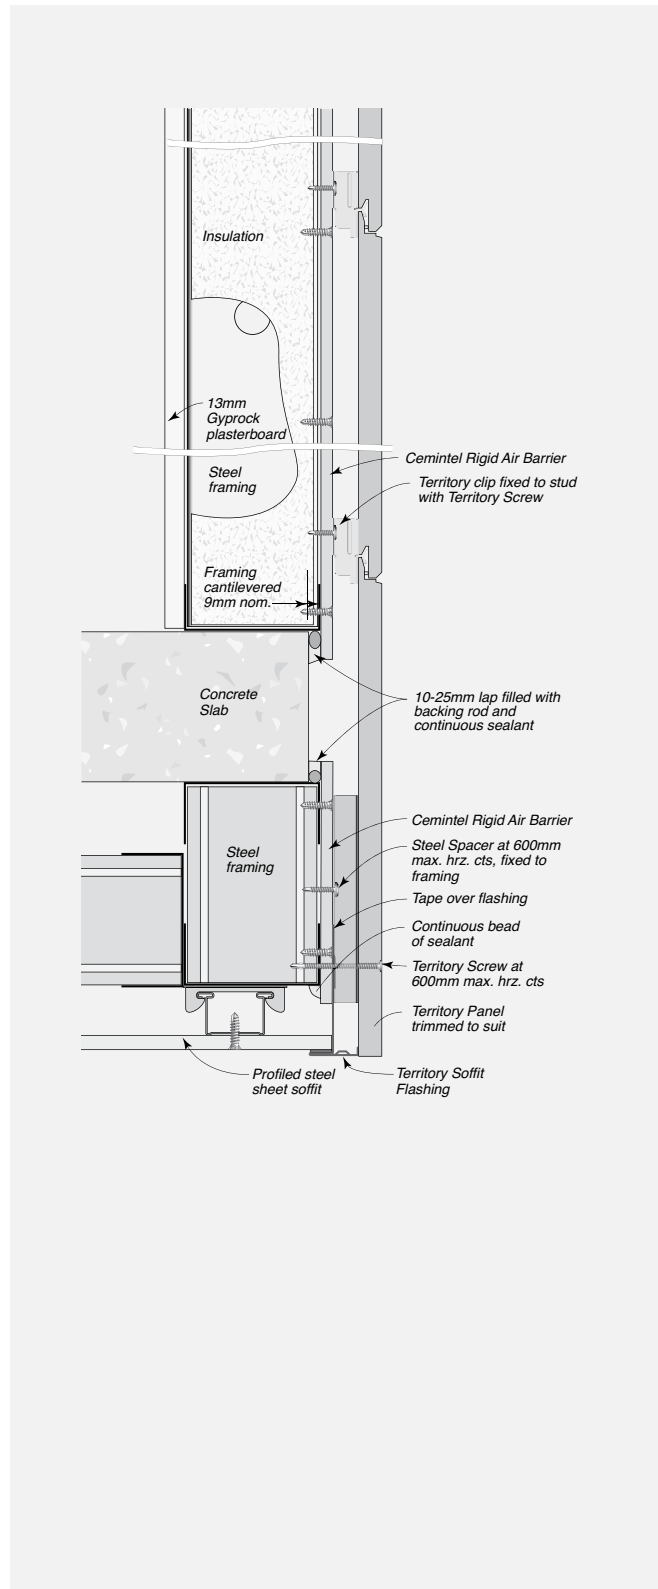 Insulation
13mm
Gyprock
plasterboard
Steel
framing
Cemintel Rigid Air Barrier
Territory clip fixed to stud
with Territory Screw
Framing
cantilevered
9mm nom.
Concrete
Slab
10-25mm lap filled with
backing rod and
continuous sealant
Cemintel Rigid Air Barrier
Steel
framing
Steel Spacer at 600mm
max. hrz. cts, fixed to
framing
Tape over flashing
Continuous bead
of sealant
Territory Screw at
600mm max. hrz. cts
Territory Panel
trimmed to suit
Profiled steel
sheet soffit
Territory Soffit
Flashing